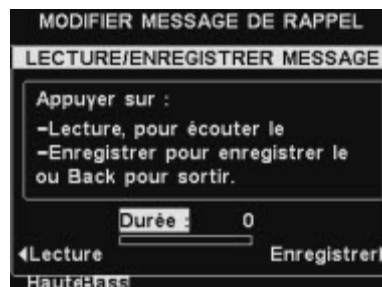 MODIFIER MESSAGE DE RAPPEL
LECTURE/ENREGISTRER MESSAGE
Appuyer sur :
-Lecture, pour écouter le
-Enregistrer pour enregistrer le
ou Back pour sortir.
Durée : 0
Lecture Enregistrer
HauteBass